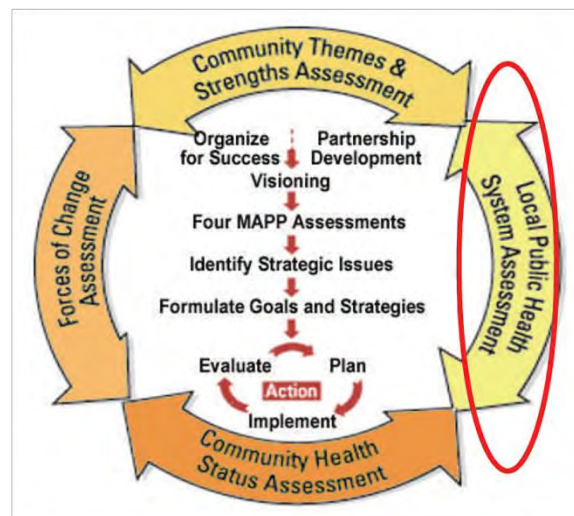 Community Themes &
Strengths Assessment
Organize
for Success
Partnership
Development
Visioning
Four MAPP Assessments
Identify Strategic Issues
Formulate Goals and Strategies
Evaluate
Plan
Action
Implement
Forces of Change
Assessment
Local Public Health
System Assessment
Community Health
Status Assessment